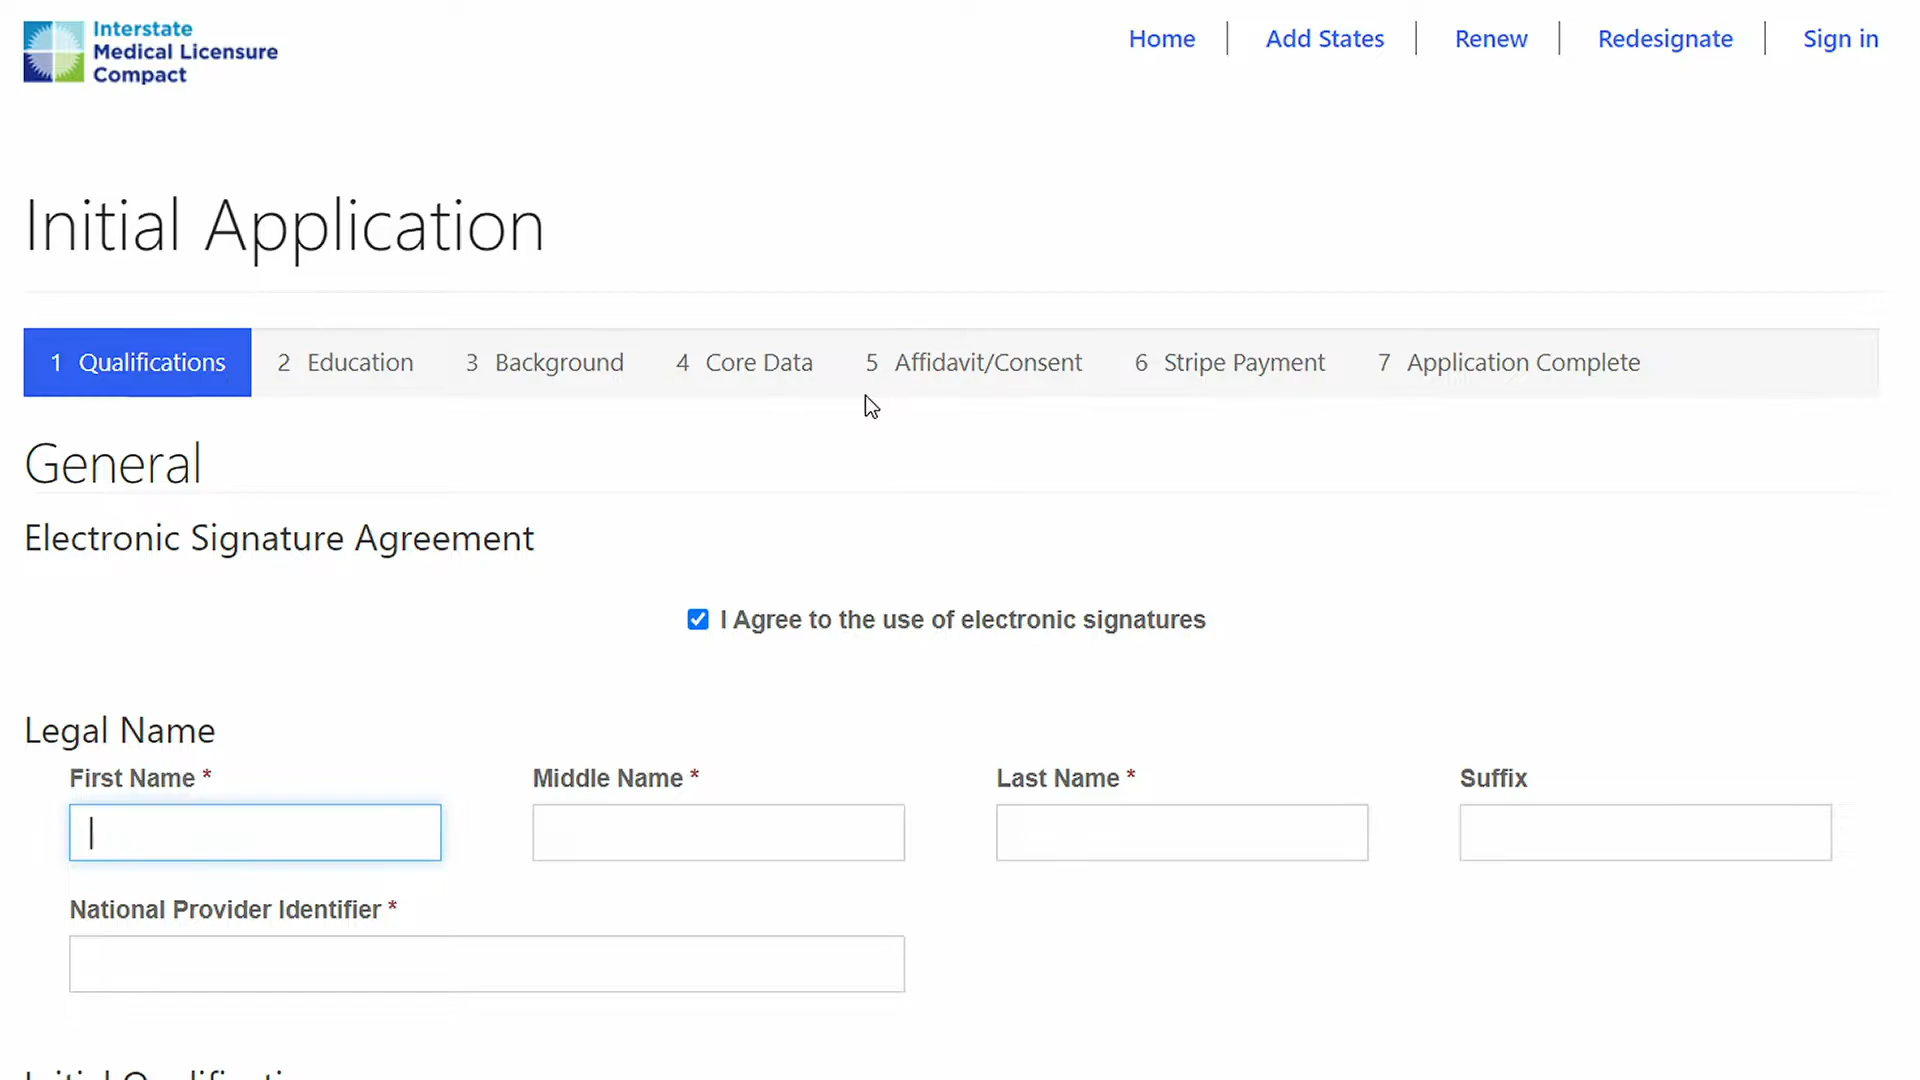 Interstate
Medical Licensure
Compact
Home Add States Renew Redesignate Sign in
Initial Application
1 Qualifications 2 Education 3 Background 4 Core Data 5 Affidavit/Consent 6 Stripe Payment 7 Application Complete
General
Electronic Signature Agreement
I Agree to the use of electronic signatures
Legal Name
First Name * Middle Name * Last Name * Suffix
National Provider Identifier *